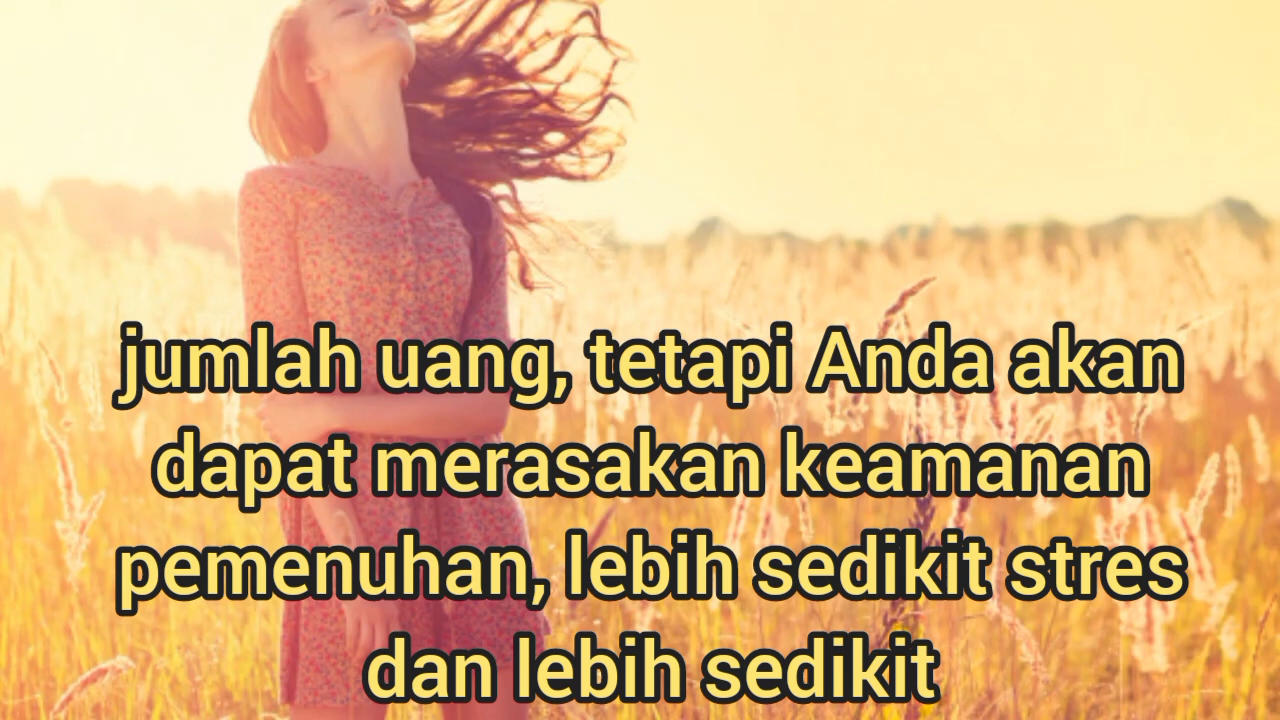 jumlah uang, tetapi Anda akan
dapat merasakan keamanan
pemenuhan, lebih sedikit stres
dan lebih sedikit